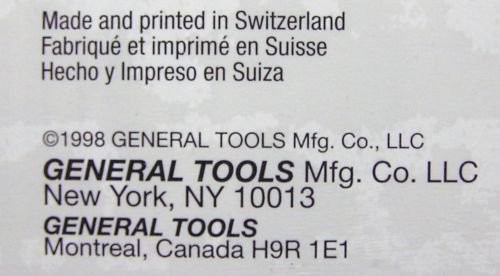 Made and printed in Switzerland
Fabriqué et imprimé en Suisse
Hecho y Impreso en Suiza
©1998 GENERAL TOOLS Mfg. Co., LLC
GENERAL TOOLS Mfg. Co. LLC
New York, NY 10013
GENERAL TOOLS
Montreal, Canada H9R 1E1